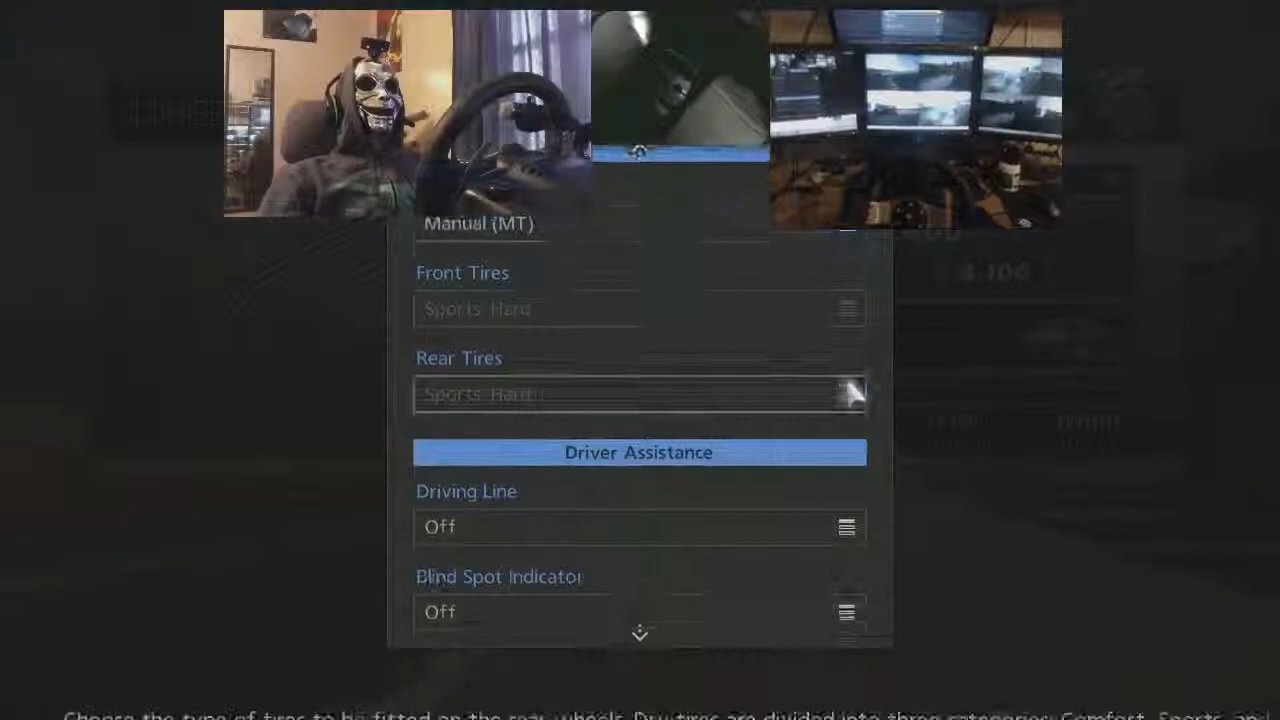 Manual (MT)
Front Tires
Sports Hard
Rear Tires
Sports Hard
Driver Assistance
Driving Line
Off
Blind Spot Indicator
Off
Choose the type of tires to be fitted on the rear wheels. Dry tires are divided into three categories: Comfort, Sports, and